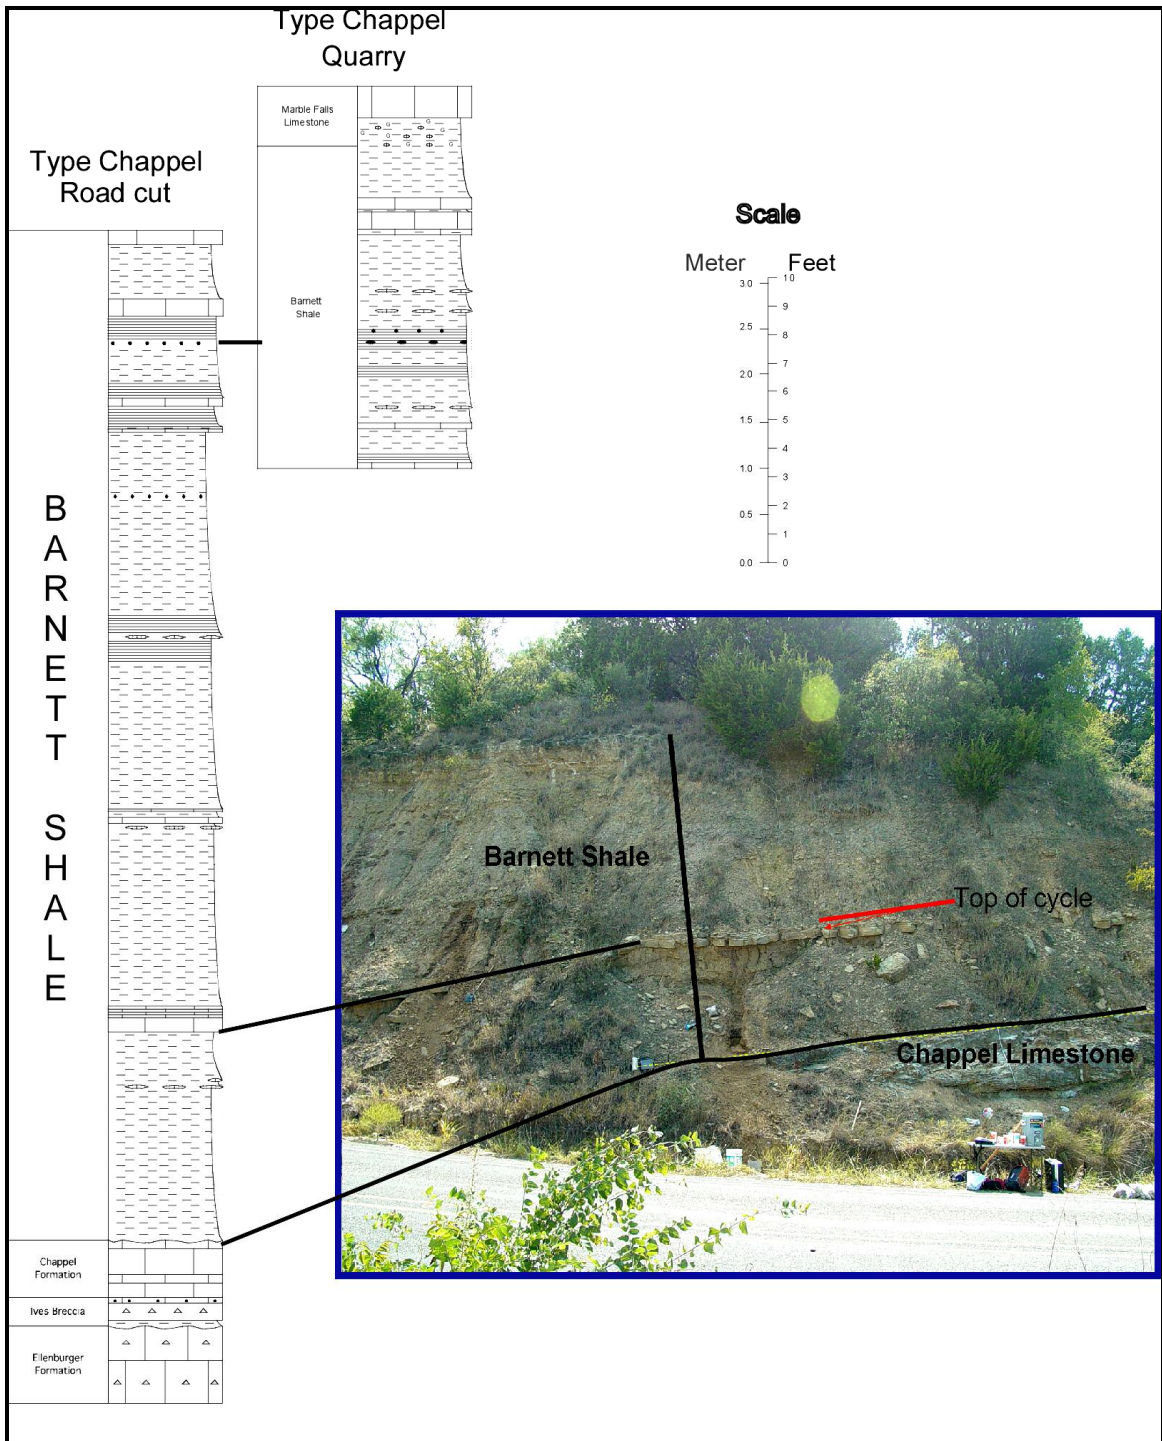 Type Chappel
Quarry
Marble Falls
Limestone
G
G
G
G
G
G
Barnett
Shale
Type Chappel
Road cut
BARNETT SHALE
Chappel
Formation
Ives Breccia
Ellenburger
Formation
Scale
Meter Feet
10
3.0
9
2.5
8
7
2.0
6
1.5
5
4
1.0
3
2
0.5
1
0.0 0
Barnett Shale
Top of cycle
Chappel Limestone